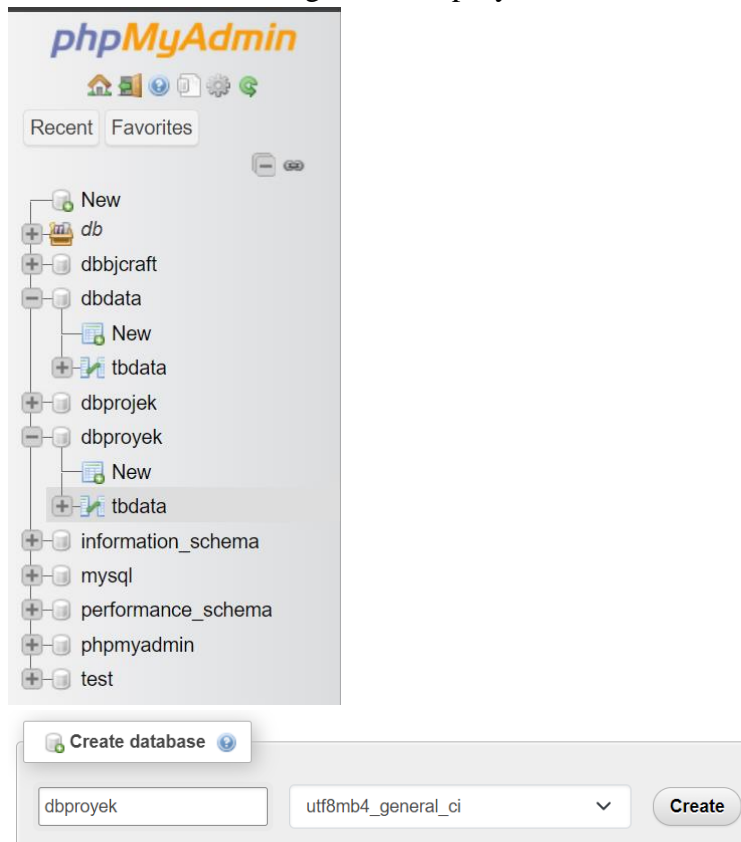 phpMyAdmin
Recent Favorites
New
db
dbbjcraft
dbdata
New
tbdata
dbprojek
dbproyek
New
tbdata
information_schema
mysql
performance_schema
phpmyadmin
test
Create database
dbproyek utf8mb4_general_ci Create